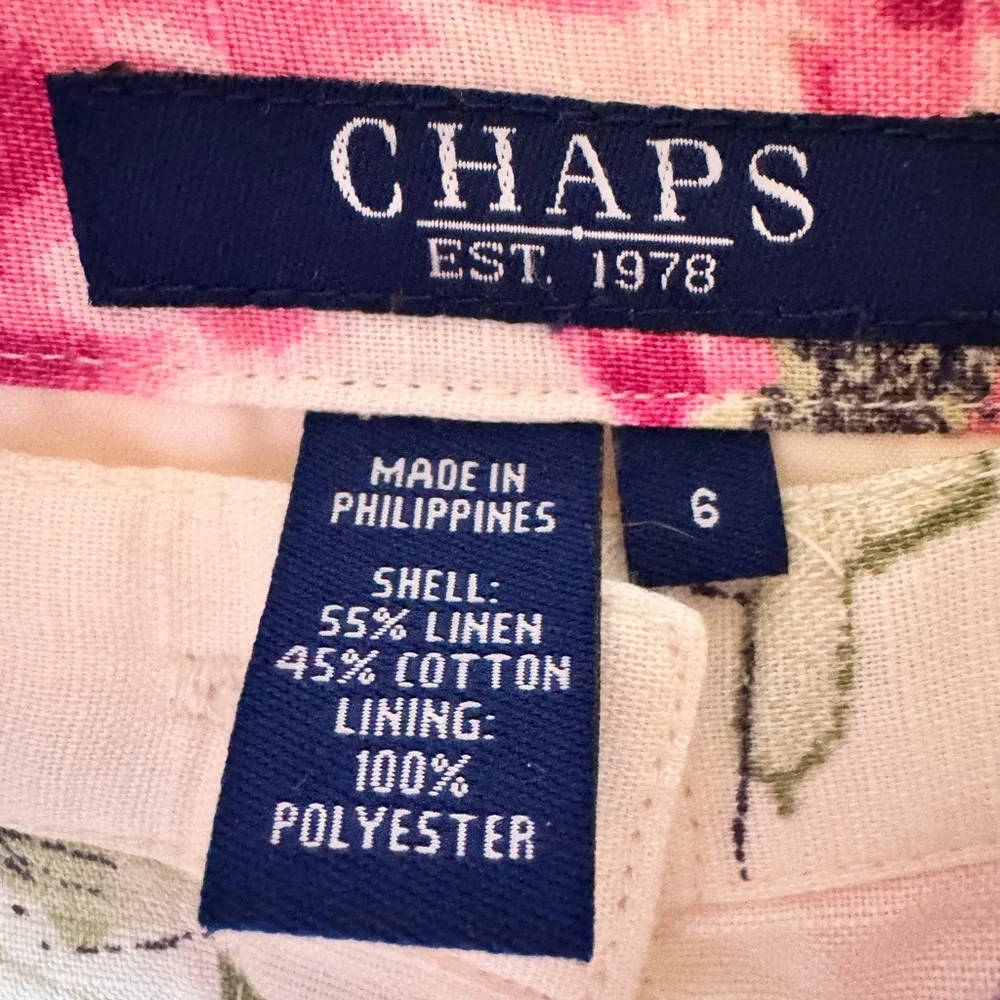 CHAPS
EST. 1978
MADE IN
PHILIPPINES
SHELL:
55% LINEN
45% COTTON
LINING:
100%
POLYESTER
6